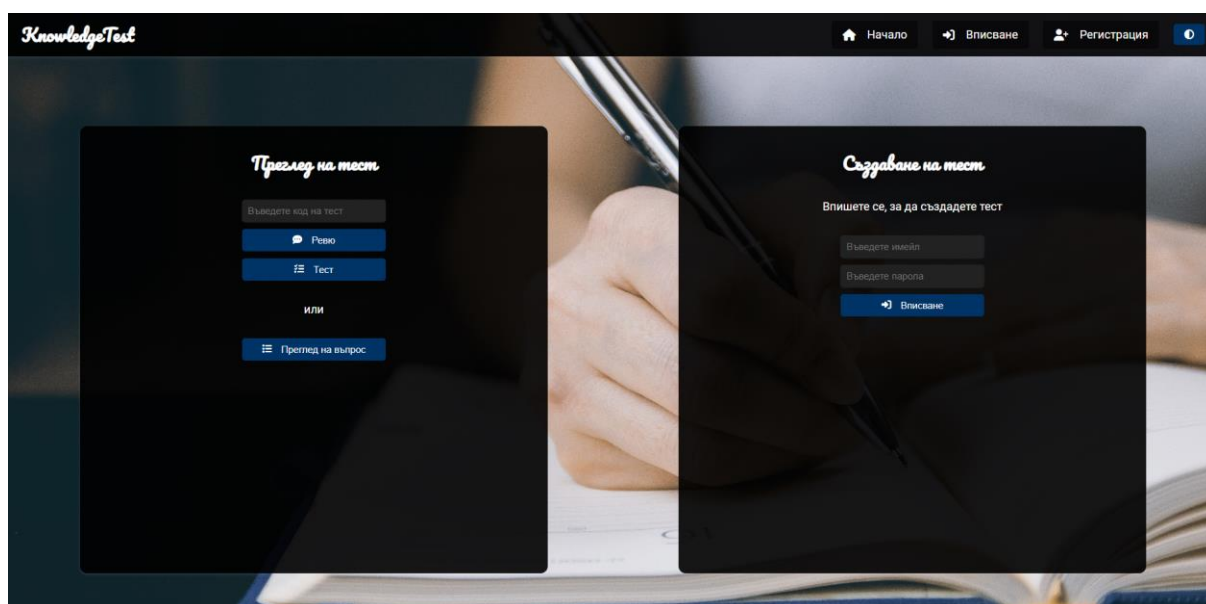 KnowledgeTest
Начало
Вписване
Регистрация
Преглед на тест
Въведете код на тест
Ревю
Тест
или
Преглед на въпрос
Създаване на тест
Впишете се, за да създадете тест
Въведете имейл
Въведете парола
Вписване